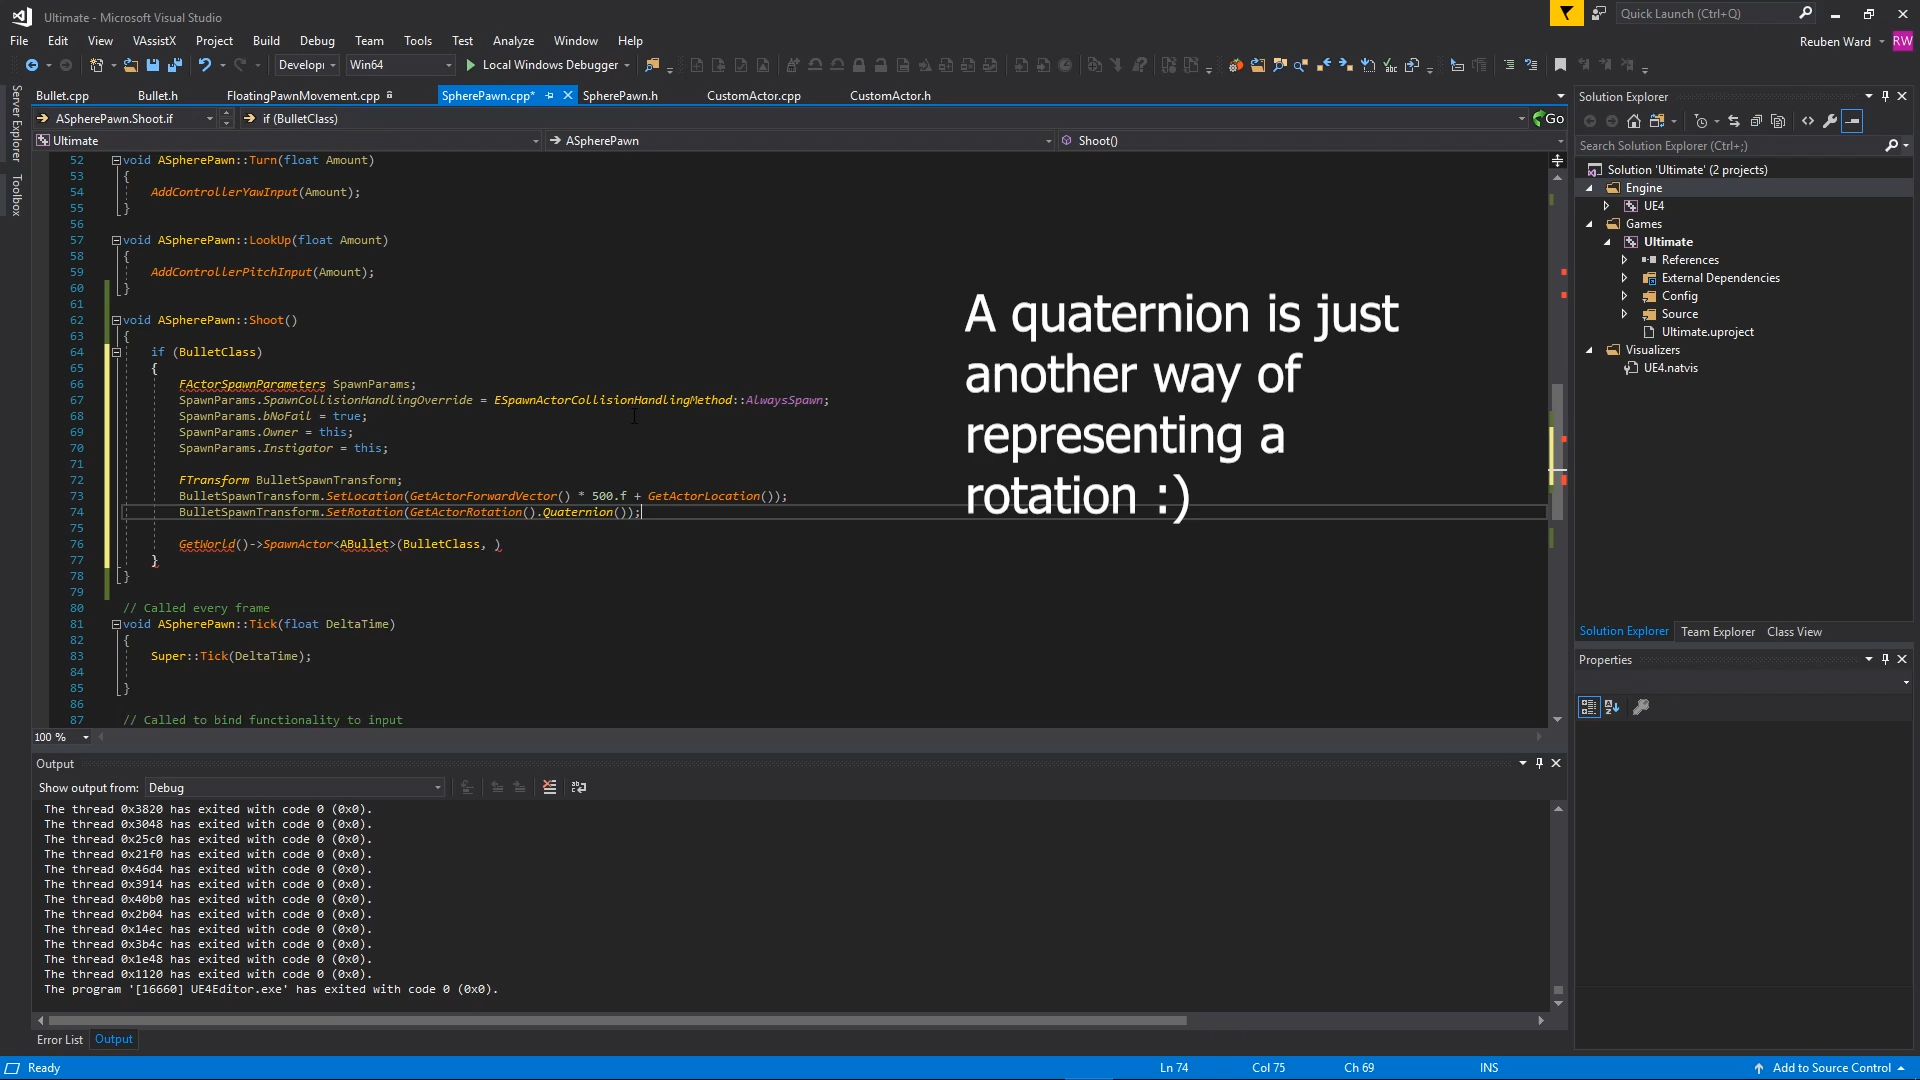 Ultimate - Microsoft Visual Studio
Quick Launch (Ctrl+Q)
File Edit View VAssistX Project Build Debug Team Tools Test Analyze Window Help
Reuben Ward RW
Develop Win64 Local Windows Debugger
Bullet.cpp Bullet.h FloatingPawnMovement.cpp SpherePawn.cpp* SpherePawn.h CustomActor.cpp CustomActor.h
ASpherePawn.Shoot.if if (BulletClass) Go
Ultimate ASpherePawn Shoot()
Server Explorer
Toolbox
52 void ASpherePawn::Turn(float Amount)
53 {
54 AddControllerYawInput(Amount);
55 }
56
57 void ASpherePawn::LookUp(float Amount)
58 {
59 AddControllerPitchInput(Amount);
60 }
61
62 void ASpherePawn::Shoot()
63 {
64 if (BulletClass)
65 {
66 FActorSpawnParameters SpawnParams;
67 SpawnParams.SpawnCollisionHandlingOverride = ESpawnActorCollisionHandlingMethod::AlwaysSpawn;
68 SpawnParams.bNoFail = true;
69 SpawnParams.Owner = this;
70 SpawnParams.Instigator = this;
71
72 FTransform BulletSpawnTransform;
73 BulletSpawnTransform.SetLocation(GetActorForwardVector() * 500.f + GetActorLocation());
74 BulletSpawnTransform.SetRotation(GetActorRotation().Quaternion());
75
76 GetWorld()->SpawnActor<ABullet>(BulletClass, )
77 }
78 }
79
80 // Called every frame
81 void ASpherePawn::Tick(float DeltaTime)
82 {
83 Super::Tick(DeltaTime);
84
85 }
86
87 // Called to bind functionality to input
100 %
A quaternion is just
another way of
representing a
rotation :)
Output
Show output from: Debug
The thread 0x3820 has exited with code 0 (0x0).
The thread 0x3048 has exited with code 0 (0x0).
The thread 0x25c0 has exited with code 0 (0x0).
The thread 0x21f0 has exited with code 0 (0x0).
The thread 0x46d4 has exited with code 0 (0x0).
The thread 0x3914 has exited with code 0 (0x0).
The thread 0x40b0 has exited with code 0 (0x0).
The thread 0x2b04 has exited with code 0 (0x0).
The thread 0x14ec has exited with code 0 (0x0).
The thread 0x3b4c has exited with code 0 (0x0).
The thread 0x1e48 has exited with code 0 (0x0).
The thread 0x1120 has exited with code 0 (0x0).
The program '[16660] UE4Editor.exe' has exited with code 0 (0x0).
Error List Output
Solution Explorer
Search Solution Explorer (Ctrl+;)
Solution 'Ultimate' (2 projects)
Engine
UE4
Games
Ultimate
References
External Dependencies
Config
Source
Ultimate.uproject
Visualizers
UE4.natvis
Solution Explorer Team Explorer Class View
Properties
Ready Ln 74 Col 75 Ch 69 INS Add to Source Control